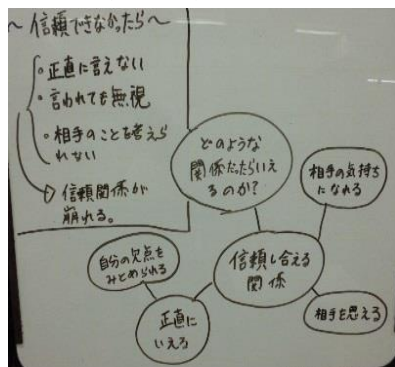 ～信頼できなかったら～
・正直に言えない
・言われても無視
・相手のことを考えら
れない
→信頼関係が
崩れる。
どのような
関係だったらいえ
るのか?
相手の気持ち
になれる
自分の欠点を
みとめられる
信頼し合える
関係
正直に
いえる
相手を思える